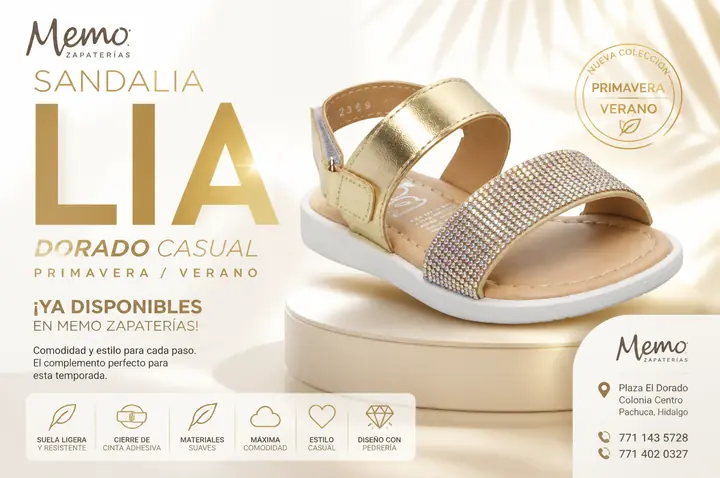 Memo
ZAPATERÍAS
SANDALIA
LIA
DORADO CASUAL
PRIMAVERA / VERANO
¡YA DISPONIBLES
EN MEMO ZAPATERÍAS!
Comodidad y estilo para cada paso.
El complemento perfecto para
esta temporada.
SUELA LIGERA
Y RESISTENTE
CIERRE DE
CINTA ADHESIVA
MATERIALES
SUAVES
MÁXIMA
COMODIDAD
ESTILO
CASUAL
DISEÑO CON
PEDRERÍA
2369
NUEVA COLECCIÓN
PRIMAVERA
VERANO
Memo
ZAPATERÍAS
Plaza El Dorado
Colonia Centro
Pachuca, Hidalgo
771 143 5728
771 402 0327